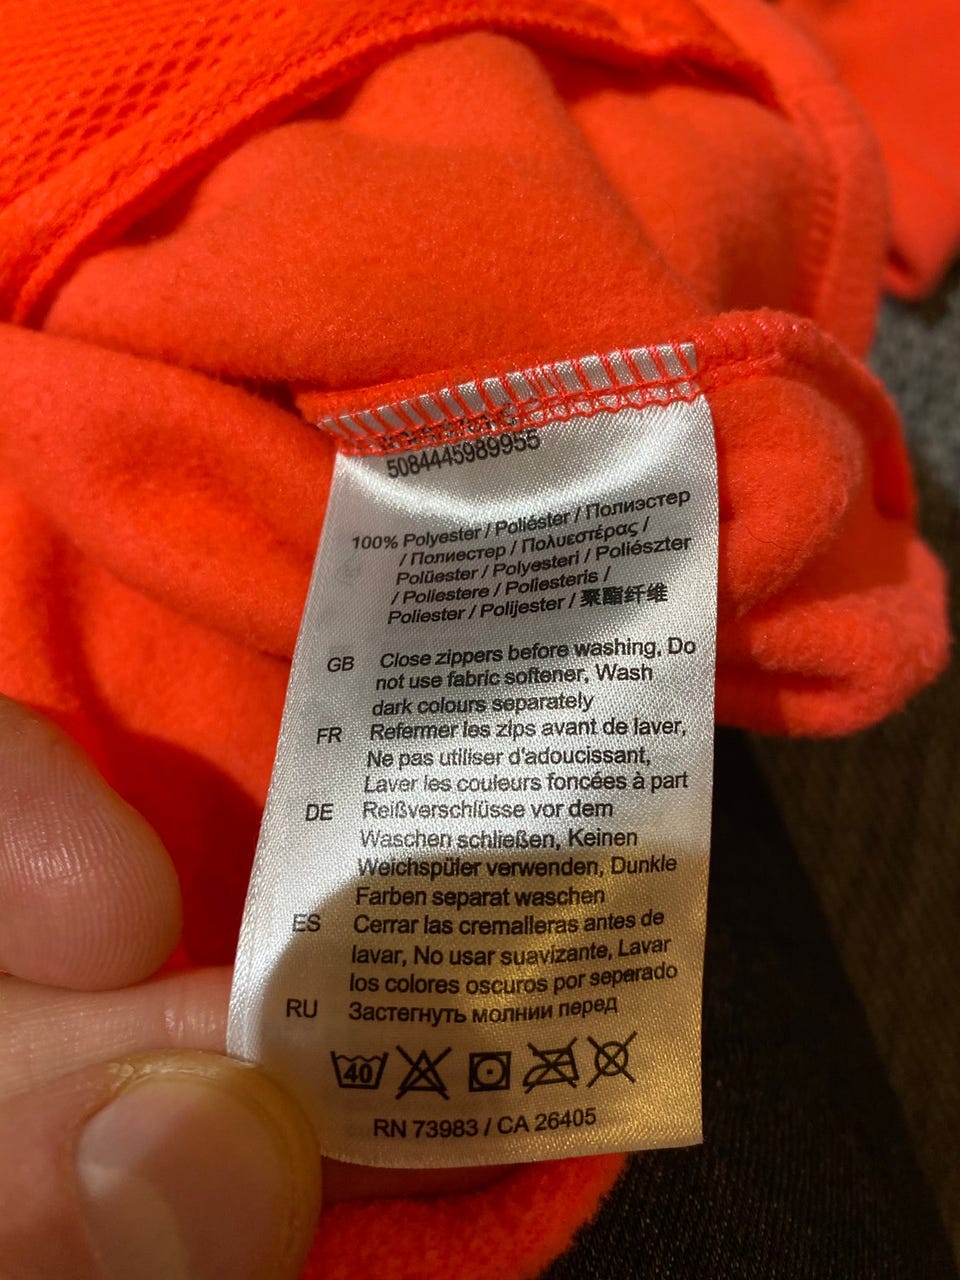 5084445989955
100% Polyester / Poliéster / Полиэстер
/ Полиестер / Πολυεστέρας /
Polüester / Polyesteri / Poliészter
/ Poliestere / Poliesteris /
Poliester / Polijester / 聚酯纤维
GB Close zippers before washing, Do
not use fabric softener, Wash
dark colours separately
FR Refermer les zips avant de laver,
Ne pas utiliser d'adoucissant,
Laver les couleurs foncées à part
DE Reißverschlüsse vor dem
Waschen schließen, Keinen
Weichspüler verwenden, Dunkle
Farben separat waschen
ES Cerrar las cremalleras antes de
lavar, No usar suavizante, Lavar
los colores oscuros por separado
RU Застегнуть молнии перед
40
RN 73983 / CA 26405